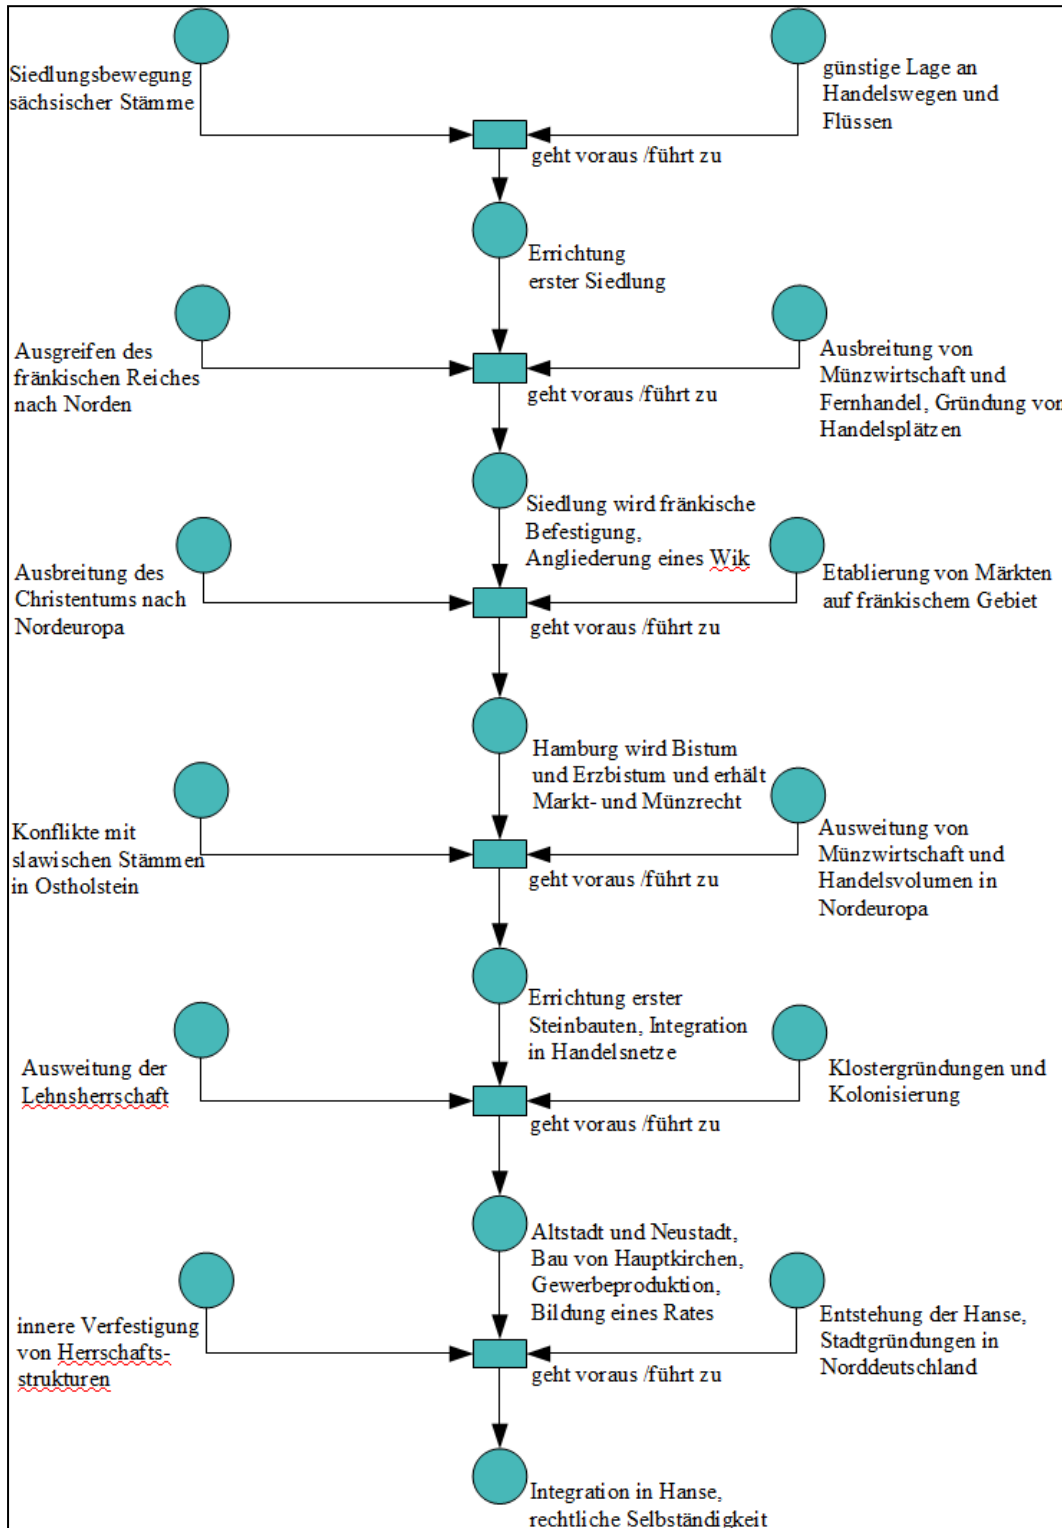 Siedlungsbewegung
sächsischer Stämme
günstige Lage an
Handelswegen und
Flüssen
geht voraus /führt zu
Errichtung
erster Siedlung
Ausgreifen des
fränkischen Reiches
nach Norden
Ausbreitung von
Münzwirtschaft und
Fernhandel, Gründung von
Handelsplätzen
geht voraus /führt zu
Siedlung wird fränkische
Befestigung,
Angliederung eines Wik
Ausbreitung des
Christentums nach
Nordeuropa
Etablierung von Märkten
auf fränkischem Gebiet
geht voraus /führt zu
Hamburg wird Bistum
und Erzbistum und erhält
Markt- und Münzrecht
Konflikte mit
slawischen Stämmen
in Ostholstein
Ausweitung von
Münzwirtschaft und
Handelsvolumen in
Nordeuropa
geht voraus /führt zu
Errichtung erster
Steinbauten, Integration
in Handelsnetze
Ausweitung der
Lehnsherrschaft
Klostergründungen und
Kolonisierung
geht voraus /führt zu
Altstadt und Neustadt,
Bau von Hauptkirchen,
Gewerbeproduktion,
Bildung eines Rates
innere Verfestigung
von Herrschafts-
strukturen
Entstehung der Hanse,
Stadtgründungen in
Norddeutschland
geht voraus /führt zu
Integration in Hanse,
rechtliche Selbständigkeit